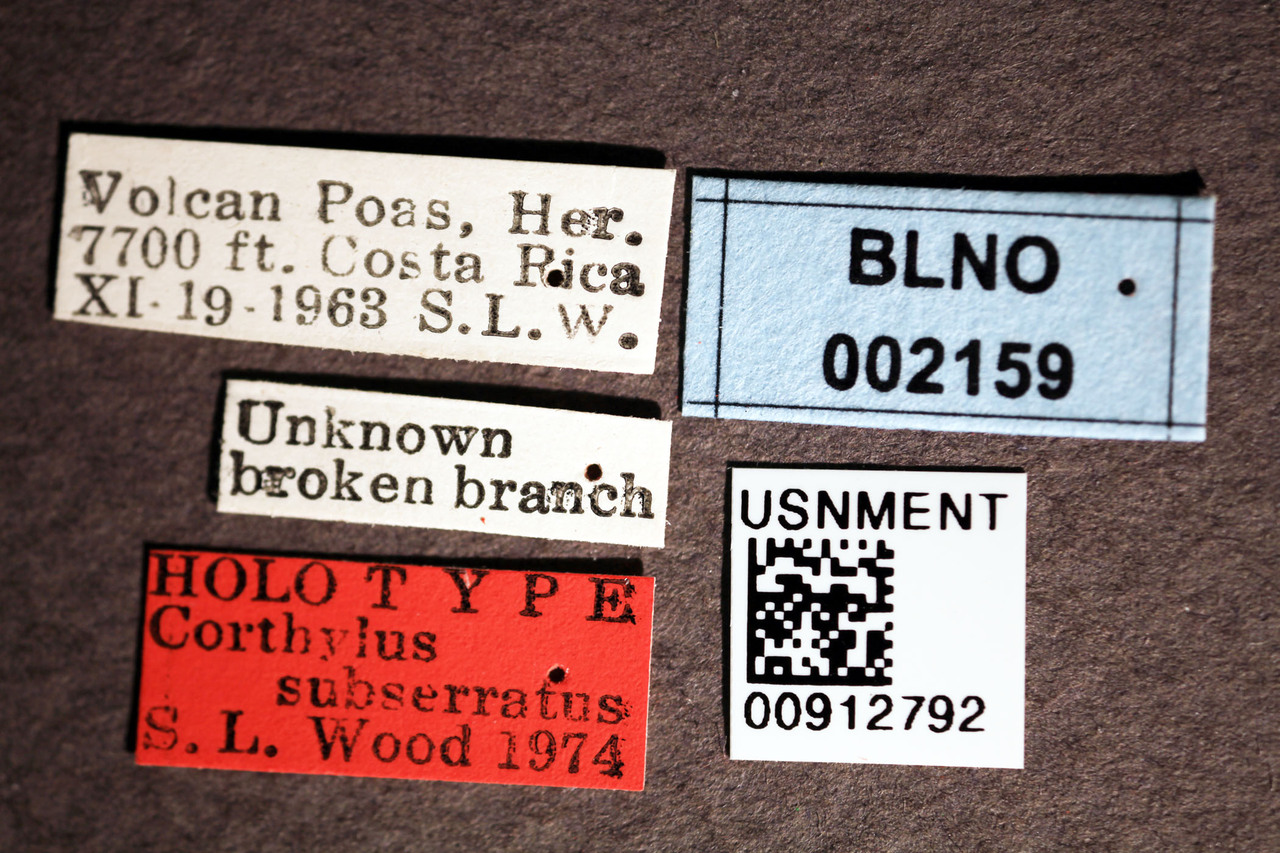 Volcan Poas, Her.
7700 ft. Costa Rica
XI-19-1963 S.L.W.
Unknown
broken branch
HOLOTYPE
Corthylus
subserratus
S. L. Wood 1974
BLNO
002159
USNMENT
00912792